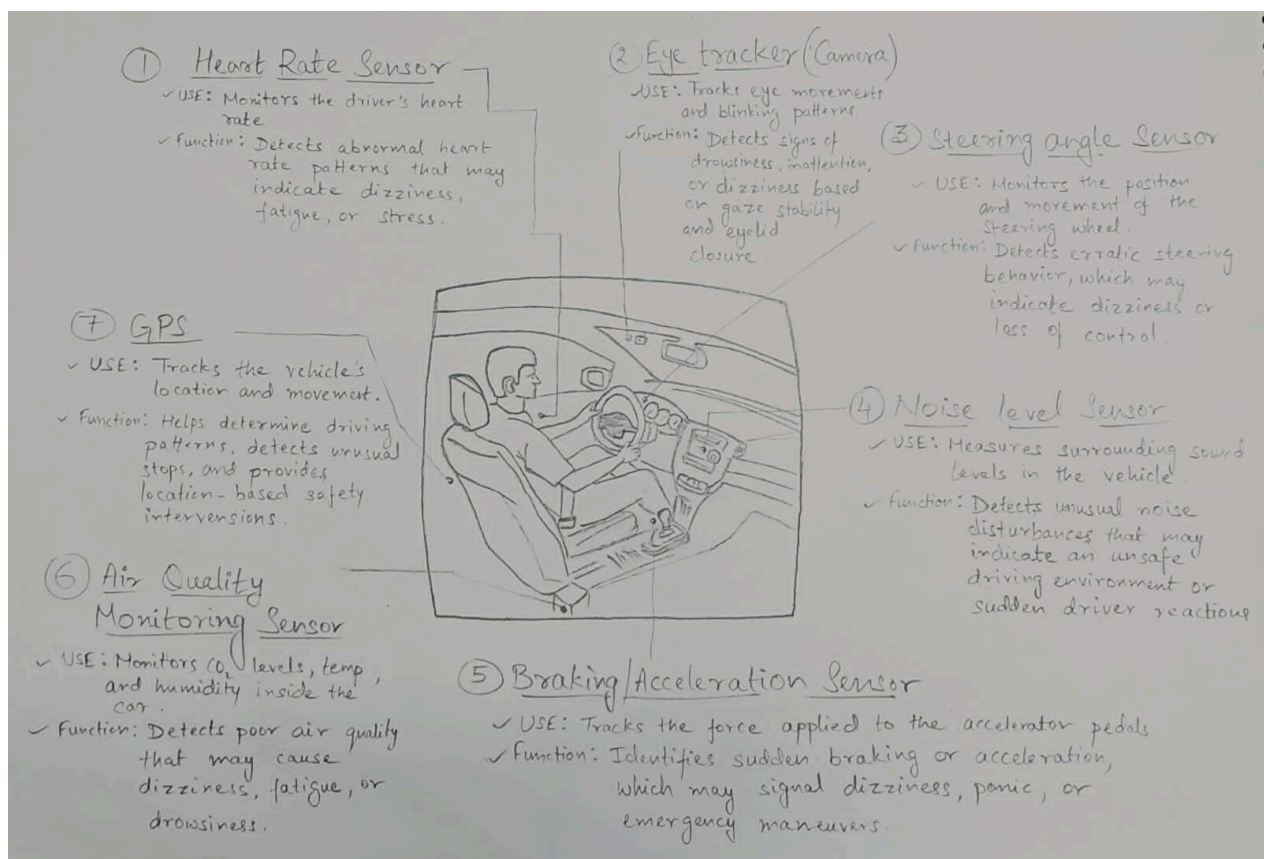 ① Heart Rate Sensor
✓ USE: Monitors the driver's heart
rate
✓ Function: Detects abnormal heart
rate patterns that may
indicate dizziness,
fatigue, or stress.
② Eye tracker (Camera)
✓ USE: Tracks eye movements
and blinking patterns.
✓ Function: Detects signs of
drowsiness, inattention,
or dizziness based
or gaze stability
and eyelid
closure.
③ Steering angle Sensor
✓ USE: Monitors the position
and movement of the
steering wheel.
✓ Function: Detects erratic steering
behavior, which may
indicate dizziness or
loss of control.
④ Noise level Sensor
✓ USE: Measures surrounding sound
levels in the vehicle.
✓ Function: Detects unusual noise
disturbances that may
indicate an unsafe
driving environment or
sudden driver reactions
⑤ Braking/Acceleration Sensor
✓ USE: Tracks the force applied to the accelerator pedals
✓ Function: Identifies sudden braking or acceleration,
which may signal dizziness, panic, or
emergency maneuvers.
⑥ Air Quality
Monitoring Sensor
✓ USE: Monitors CO₂ levels, temp,
and humidity inside the
car.
✓ Function: Detects poor air quality
that may cause
dizziness, fatigue, or
drowsiness.
⑦ GPS
✓ USE: Tracks the vehicle's
location and movement.
✓ Function: Helps determine driving
patterns, detects unusual
stops, and provides
location-based safety
interversions.